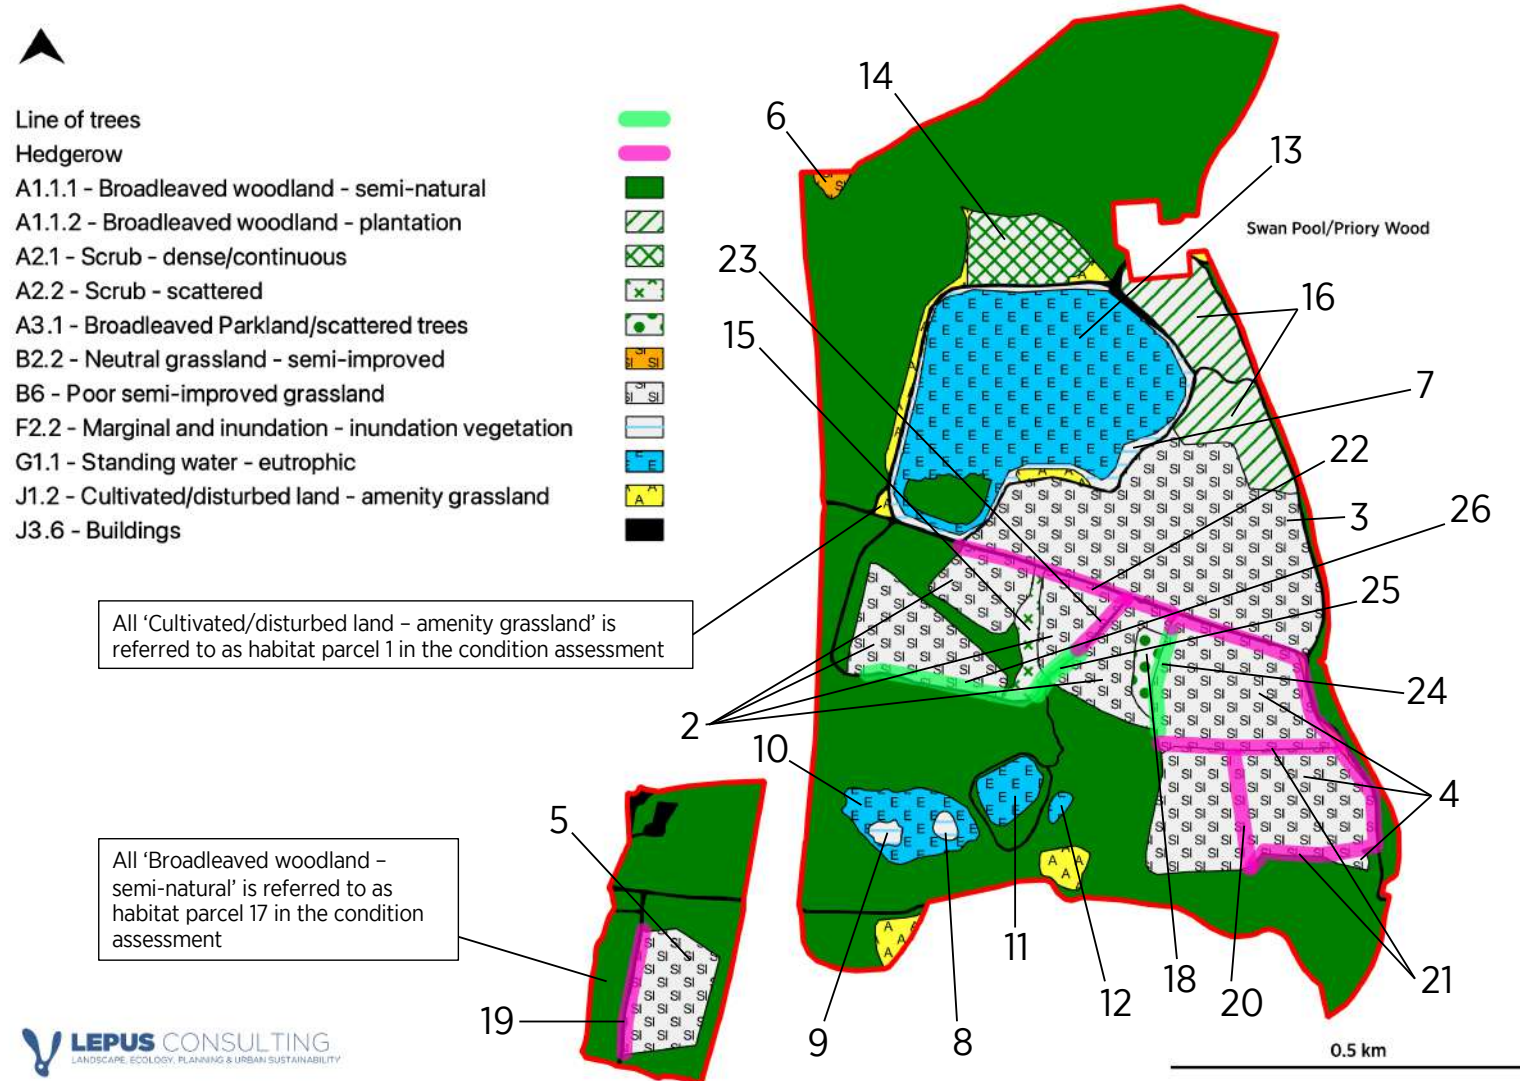 Line of trees
Hedgerow
A1.1.1 - Broadleaved woodland - semi-natural
A1.1.2 - Broadleaved woodland - plantation
A2.1 - Scrub - dense/continuous
A2.2 - Scrub - scattered
A3.1 - Broadleaved Parkland/scattered trees
B2.2 - Neutral grassland - semi-improved
B6 - Poor semi-improved grassland
F2.2 - Marginal and inundation - inundation vegetation
G1.1 - Standing water - eutrophic
J1.2 - Cultivated/disturbed land - amenity grassland
J3.6 - Buildings
All ‘Cultivated/disturbed land – amenity grassland’ is
referred to as habitat parcel 1 in the condition assessment
All ‘Broadleaved woodland –
semi-natural’ is referred to as
habitat parcel 17 in the condition
assessment
14
6
13
Swan Pool/Priory Wood
23
16
15
7
22
3
26
25
24
2
10
4
5
11
21
18
12
20
19
9
8
LEPUS CONSULTING
LANDSCAPE, ECOLOGY, PLANNING & URBAN SUSTAINABILITY
0.5 km